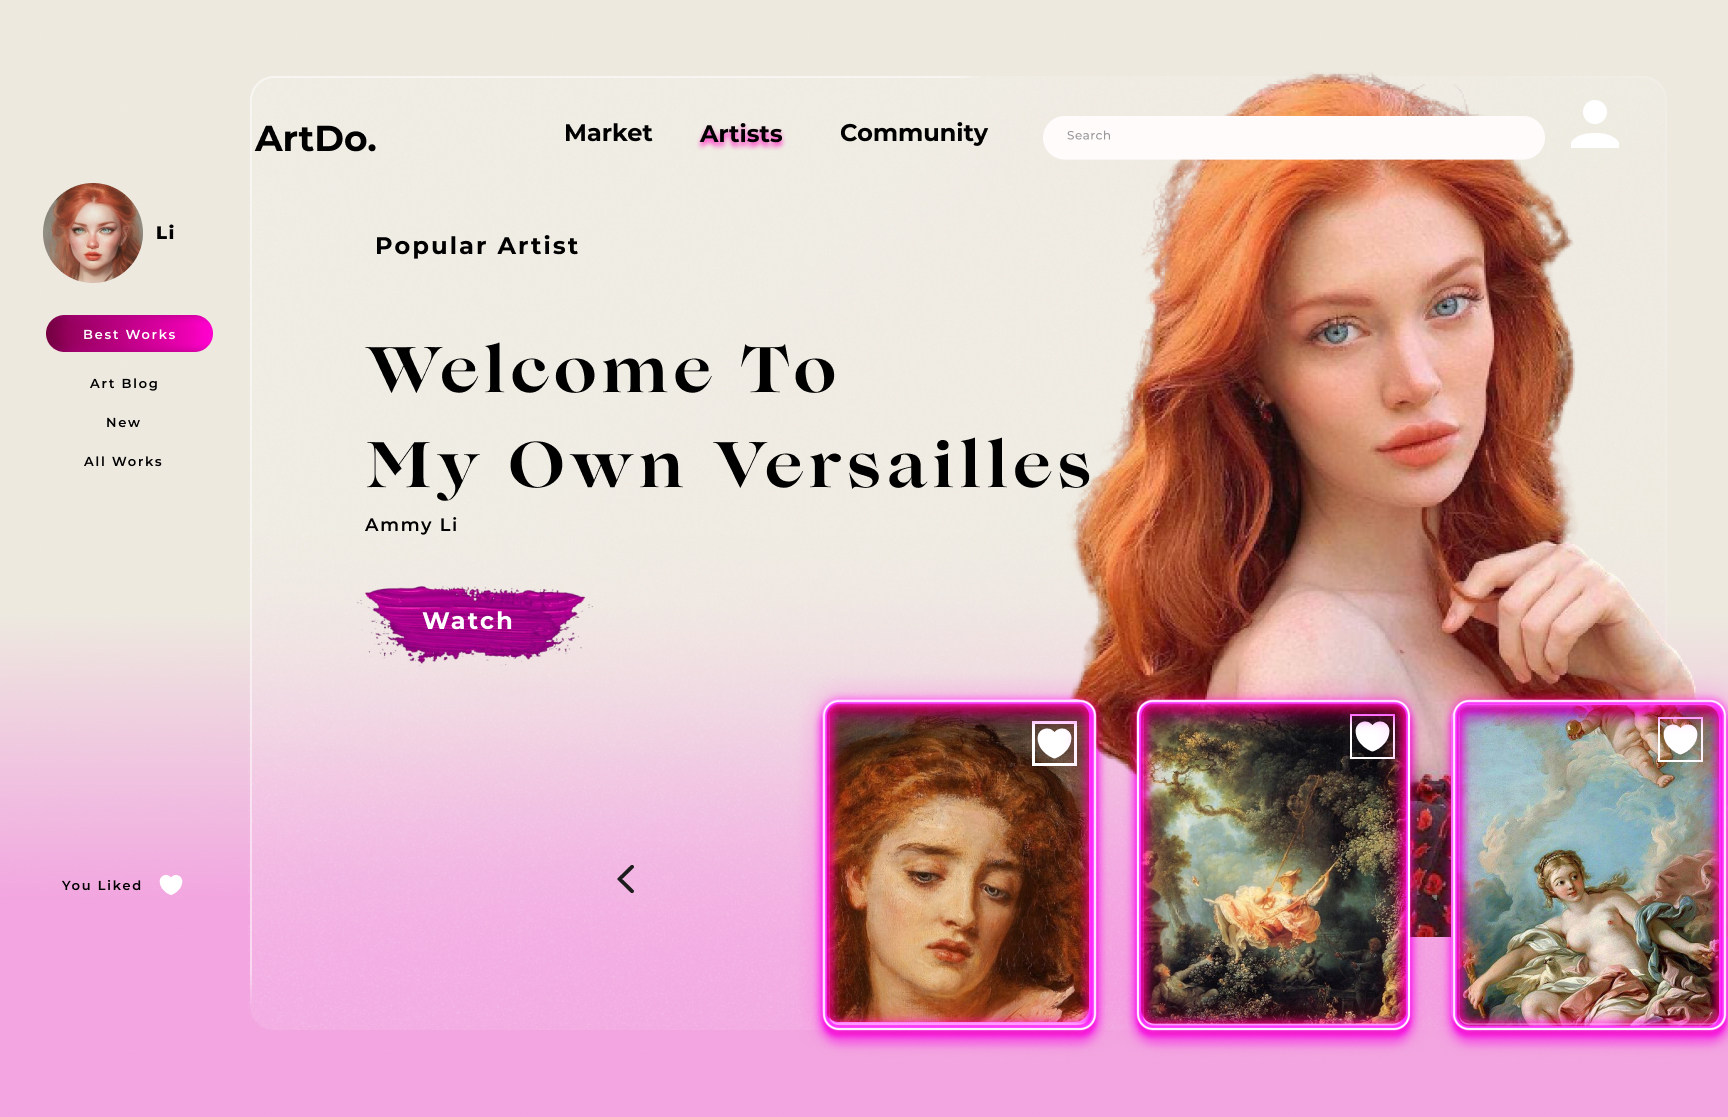 ArtDo.
Market
Artists
Community
Search
Li
Popular Artist
Best Works
Art Blog
New
All Works
Welcome To
My Own Versailles
Ammy Li
Watch
You Liked